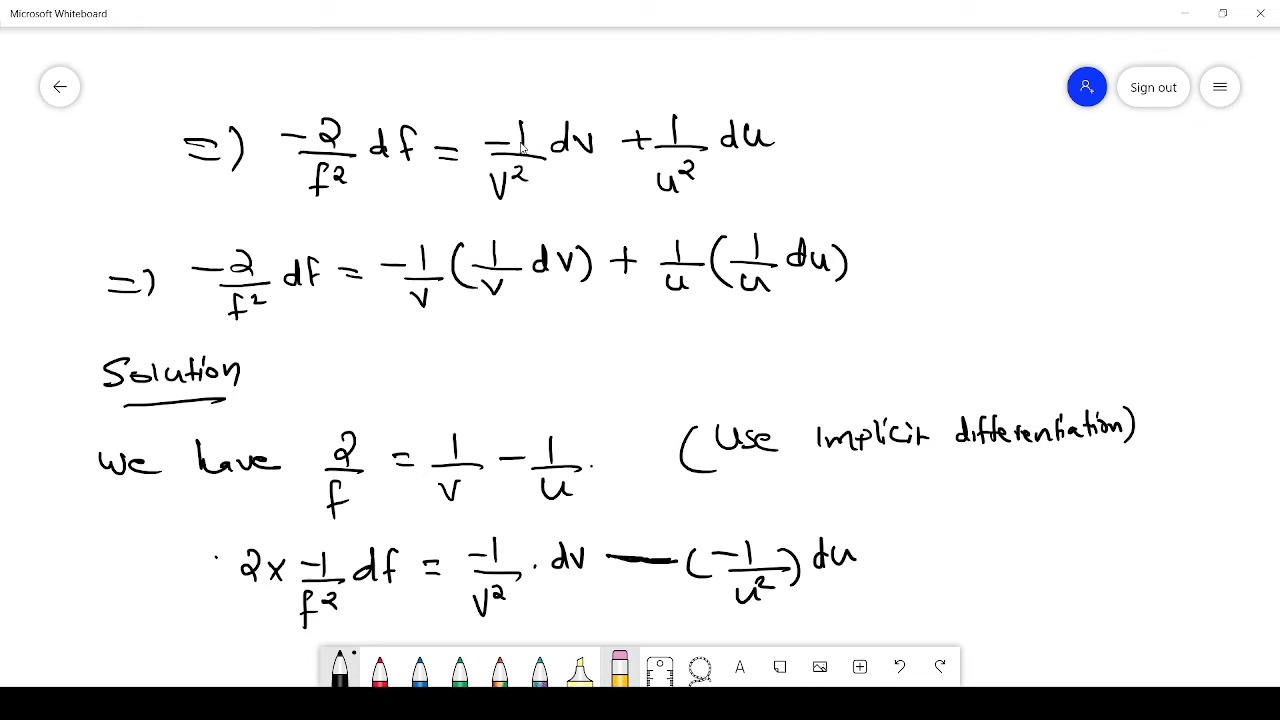 Microsoft Whiteboard
Sign out
=) -2/f² df = -1/v² dv + 1/u² du
=) -2/f² df = -1/v (1/v dv) + 1/u (1/u du)
Solution
We have 2/f = 1/v - 1/u. (Use implicit differentiation)
2 x -1/f² df = -1/v² . dv — (-1/u²) du
A